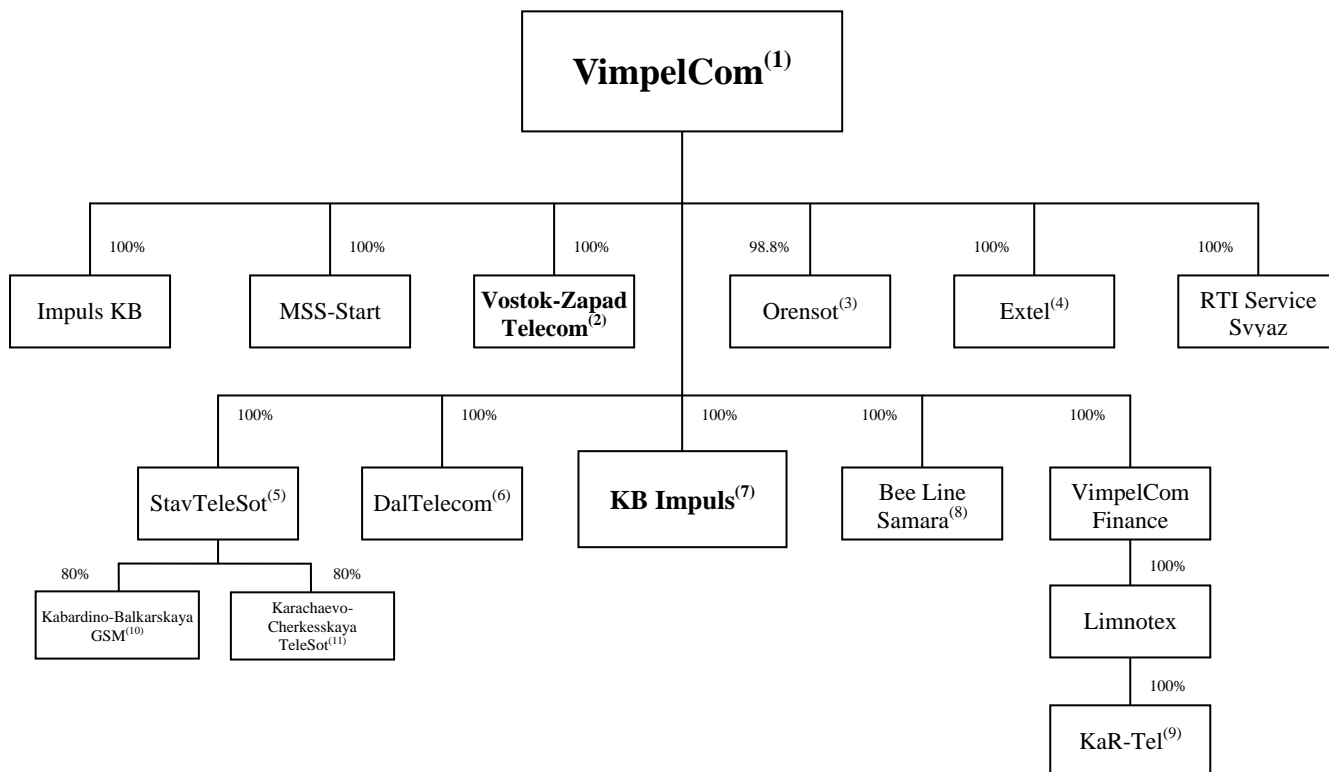 VimpelCom(1)
100%
100%
100%
98.8%
100%
100%
Impuls KB
MSS-Start
Vostok-Zapad
Telecom(2)
Orensot(3)
Extel(4)
RTI Service
Svyaz
100%
100%
100%
100%
100%
StavTeleSot(5)
DalTelecom(6)
KB Impuls(7)
Bee Line
Samara(8)
VimpelCom
Finance
80%
80%
100%
Kabardino-Balkarskaya
GSM(10)
Karachaevo-
Cherkesskaya
TeleSot(11)
Limnotex
100%
KaR-Tel(9)